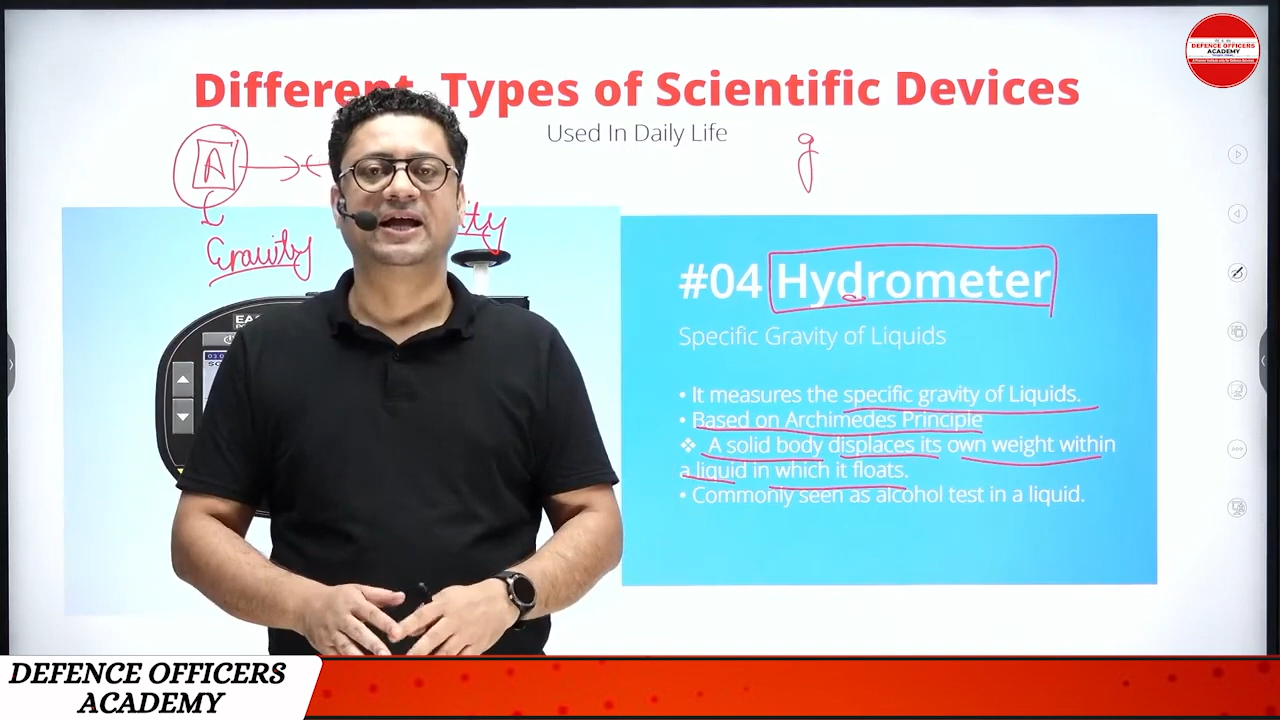 DEFENCE OFFICERS
ACADEMY
Different Types of Scientific Devices
Used In Daily Life
A
g
Gravity
ity
#04 Hydrometer
Specific Gravity of Liquids
• It measures the specific gravity of Liquids.
• Based on Archimedes Principle
❖ A solid body displaces its own weight within
a liquid in which it floats.
• Commonly seen as alcohol test in a liquid.
DEFENCE OFFICERS
ACADEMY